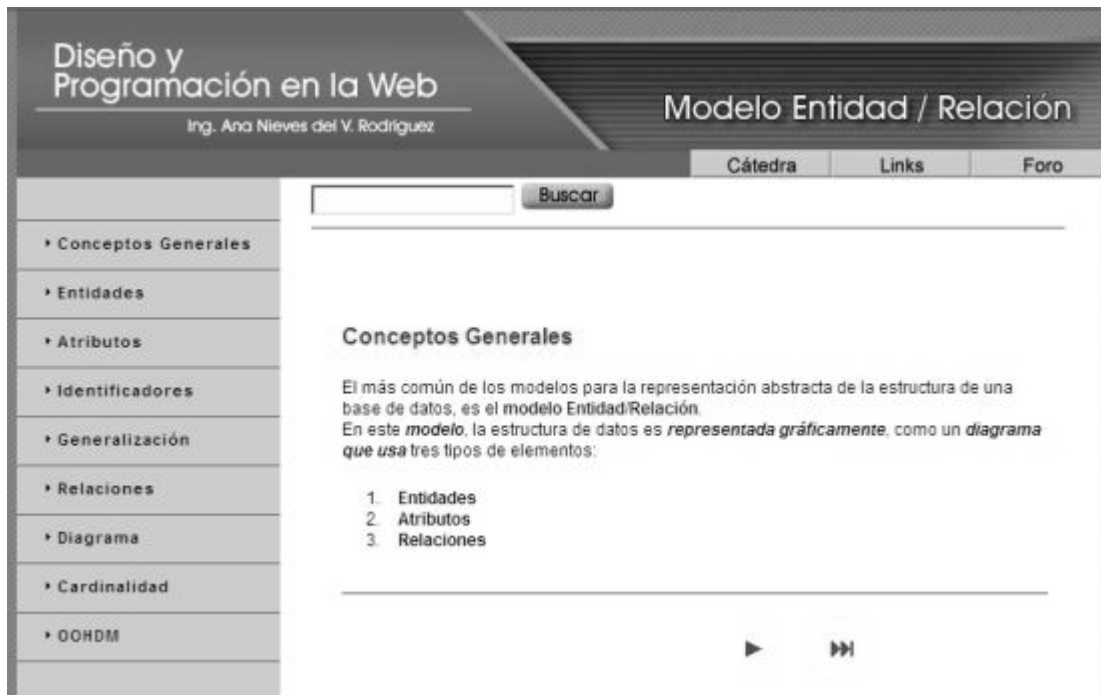 Diseño y
Programación en la Web
Ing. Ana Nieves del V. Rodríguez
Modelo Entidad / Relación
Cátedra
Links
Foro
Buscar
Conceptos Generales
Entidades
Atributos
Identificadores
Generalización
Relaciones
Diagrama
Cardinalidad
OOHDM
Conceptos Generales
El más común de los modelos para la representación abstracta de la estructura de una
base de datos, es el modelo Entidad/Relación.
En este modelo, la estructura de datos es representada gráficamente, como un diagrama
que usa tres tipos de elementos:
1. Entidades
2. Atributos
3. Relaciones